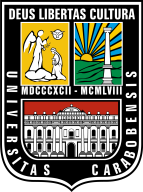 DEUS LIBERTAS CULTURA
MDCCCXCII - MCMLVIII
UNIVERSITAS CARABOBENSIS